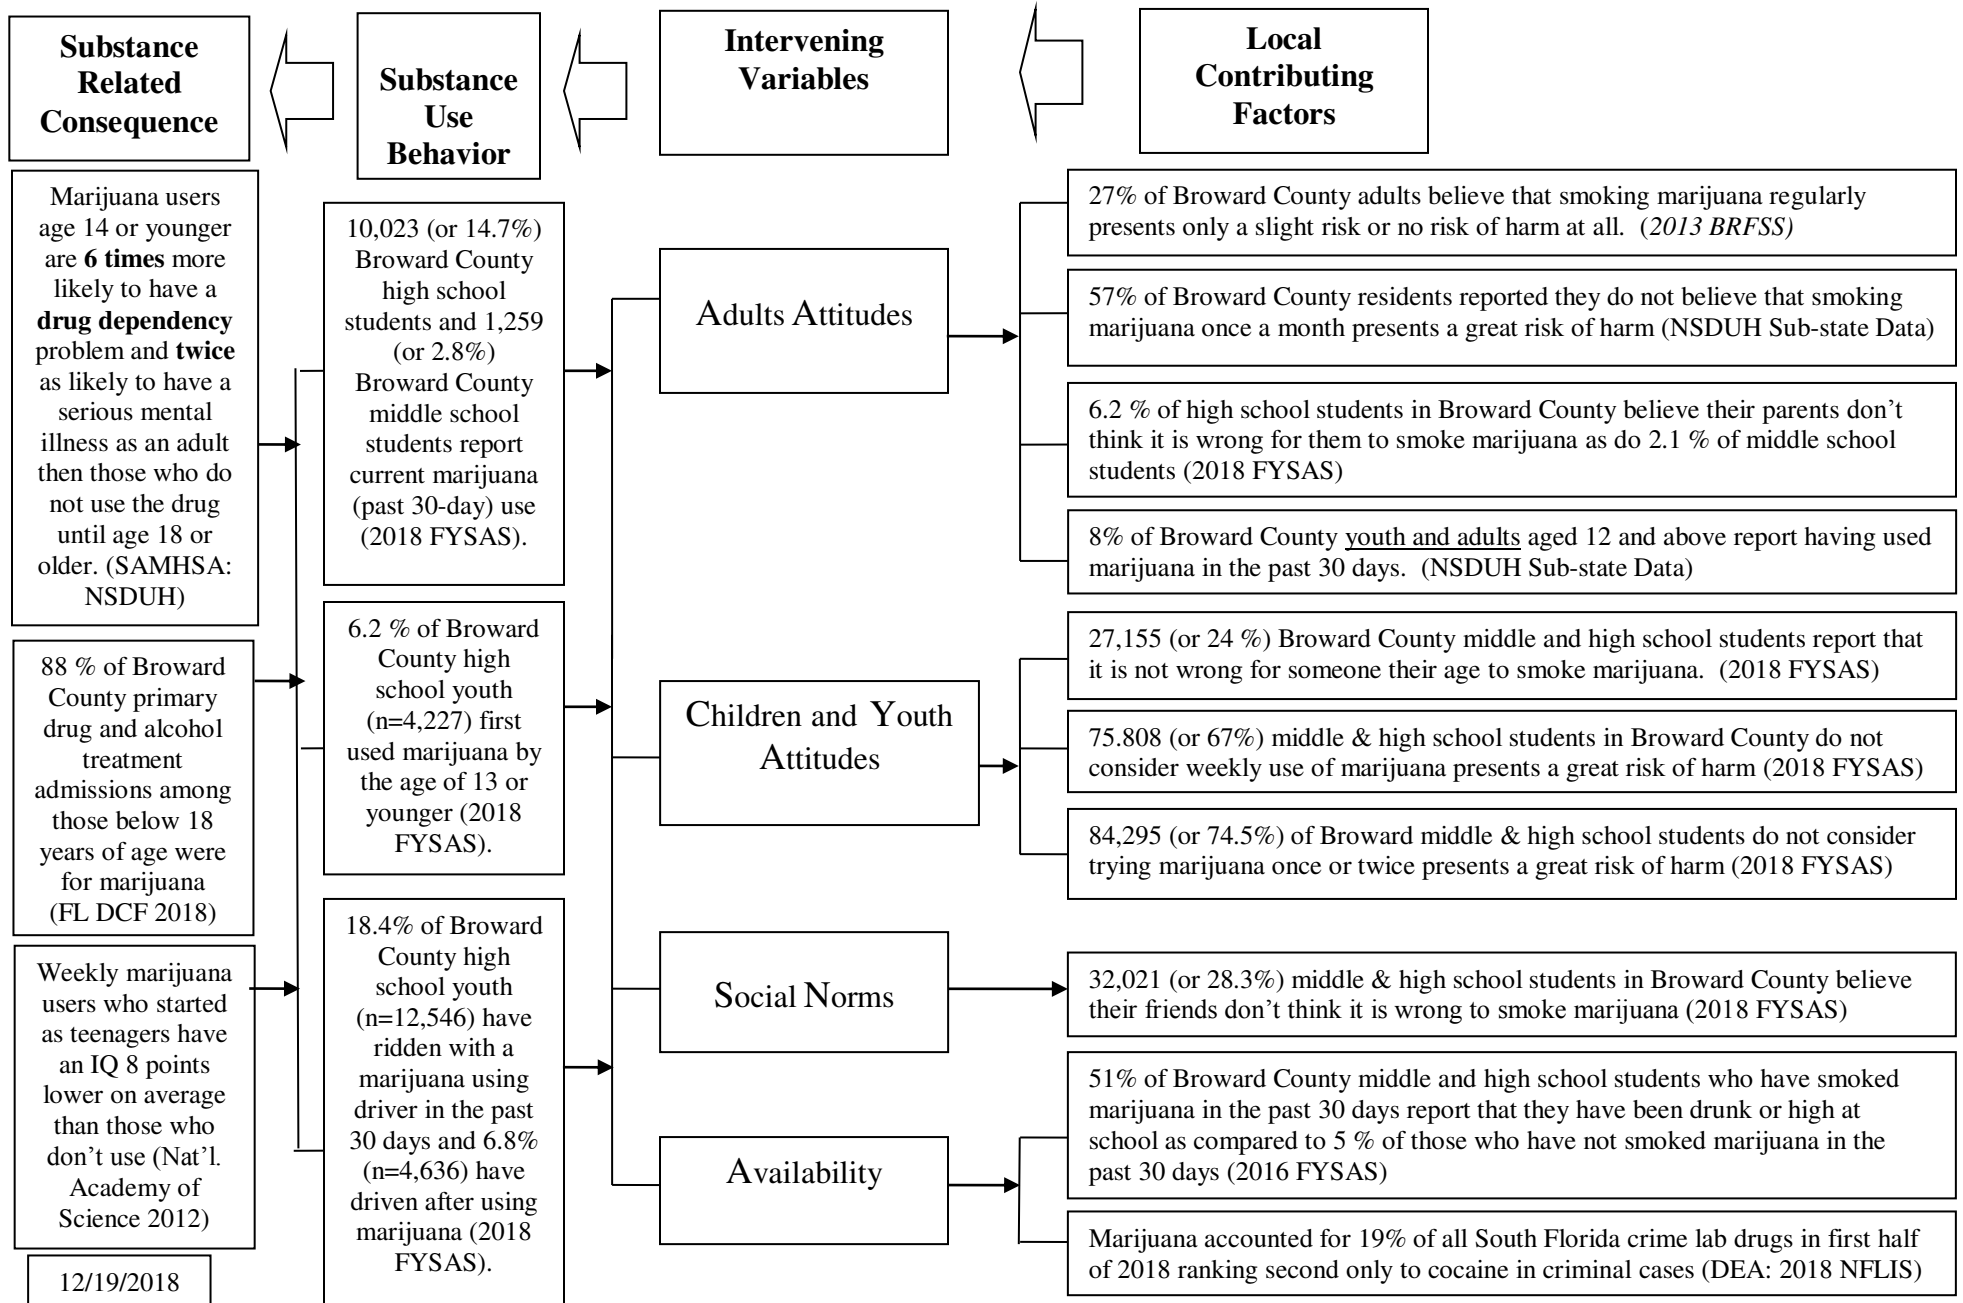 Substance
Related
Consequence
Substance
Use
Behavior
Intervening
Variables
Local
Contributing
Factors
Marijuana users
age 14 or younger
are 6 times more
likely to have a
drug dependency
problem and twice
as likely to have a
serious mental
illness as an adult
then those who do
not use the drug
until age 18 or
older. (SAMHSA:
NSDUH)
88 % of Broward
County primary
drug and alcohol
treatment
admissions among
those below 18
years of age were
for marijuana
(FL DCF 2018)
Weekly marijuana
users who started
as teenagers have
an IQ 8 points
lower on average
than those who
don’t use (Nat’l.
Academy of
Science 2012)
12/19/2018
10,023 (or 14.7%)
Broward County
high school
students and 1,259
(or 2.8%)
Broward County
middle school
students report
current marijuana
(past 30-day) use
(2018 FYSAS).
6.2 % of Broward
County high
school youth
(n=4,227) first
used marijuana by
the age of 13 or
younger (2018
FYSAS).
18.4% of Broward
County high
school youth
(n=12,546) have
ridden with a
marijuana using
driver in the past
30 days and 6.8%
(n=4,636) have
driven after using
marijuana (2018
FYSAS).
Adults Attitudes
Children and Youth
Attitudes
Social Norms
Availability
27% of Broward County adults believe that smoking marijuana regularly
presents only a slight risk or no risk of harm at all. (2013 BRFSS)
57% of Broward County residents reported they do not believe that smoking
marijuana once a month presents a great risk of harm (NSDUH Sub-state Data)
6.2 % of high school students in Broward County believe their parents don’t
think it is wrong for them to smoke marijuana as do 2.1 % of middle school
students (2018 FYSAS)
8% of Broward County youth and adults aged 12 and above report having used
marijuana in the past 30 days. (NSDUH Sub-state Data)
27,155 (or 24 %) Broward County middle and high school students report that
it is not wrong for someone their age to smoke marijuana. (2018 FYSAS)
75.808 (or 67%) middle & high school students in Broward County do not
consider weekly use of marijuana presents a great risk of harm (2018 FYSAS)
84,295 (or 74.5%) of Broward middle & high school students do not consider
trying marijuana once or twice presents a great risk of harm (2018 FYSAS)
32,021 (or 28.3%) middle & high school students in Broward County believe
their friends don’t think it is wrong to smoke marijuana (2018 FYSAS)
51% of Broward County middle and high school students who have smoked
marijuana in the past 30 days report that they have been drunk or high at
school as compared to 5 % of those who have not smoked marijuana in the
past 30 days (2016 FYSAS)
Marijuana accounted for 19% of all South Florida crime lab drugs in first half
of 2018 ranking second only to cocaine in criminal cases (DEA: 2018 NFLIS)